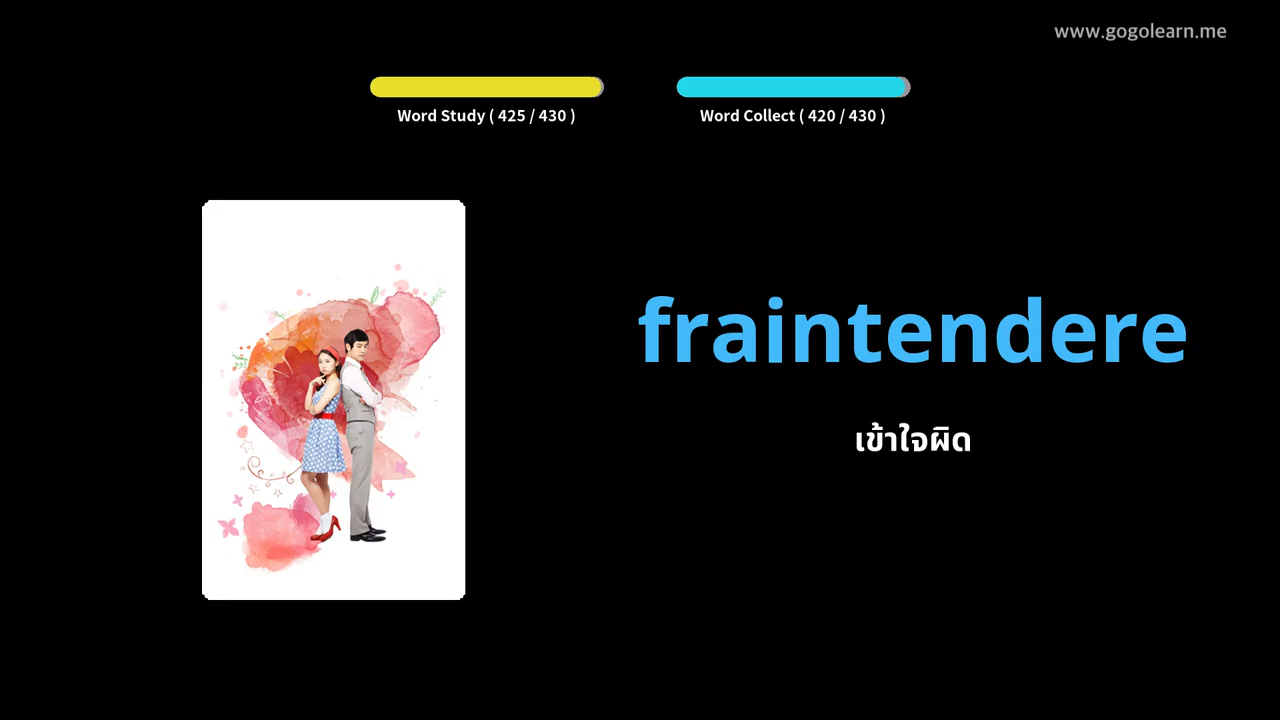 www.gogolearn.me
Word Study ( 425 / 430 )
Word Collect ( 420 / 430 )
fraintendere
เข้าใจผิด